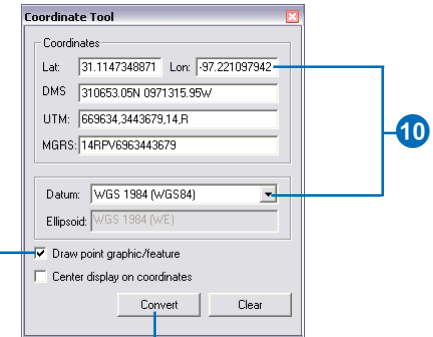 Coordinate Tool
Coordinates
Lat: 31.1147348871 Lon: -97.221097942
DMS 310653.05N 0971315.95W
UTM: 669634,3443679,14,R
MGRS: 14RPV6963443679
10
Datum: WGS 1984 (WGS84)
Ellipsoid: WGS 1984 (WE)
Draw point graphic/feature
Center display on coordinates
Convert Clear